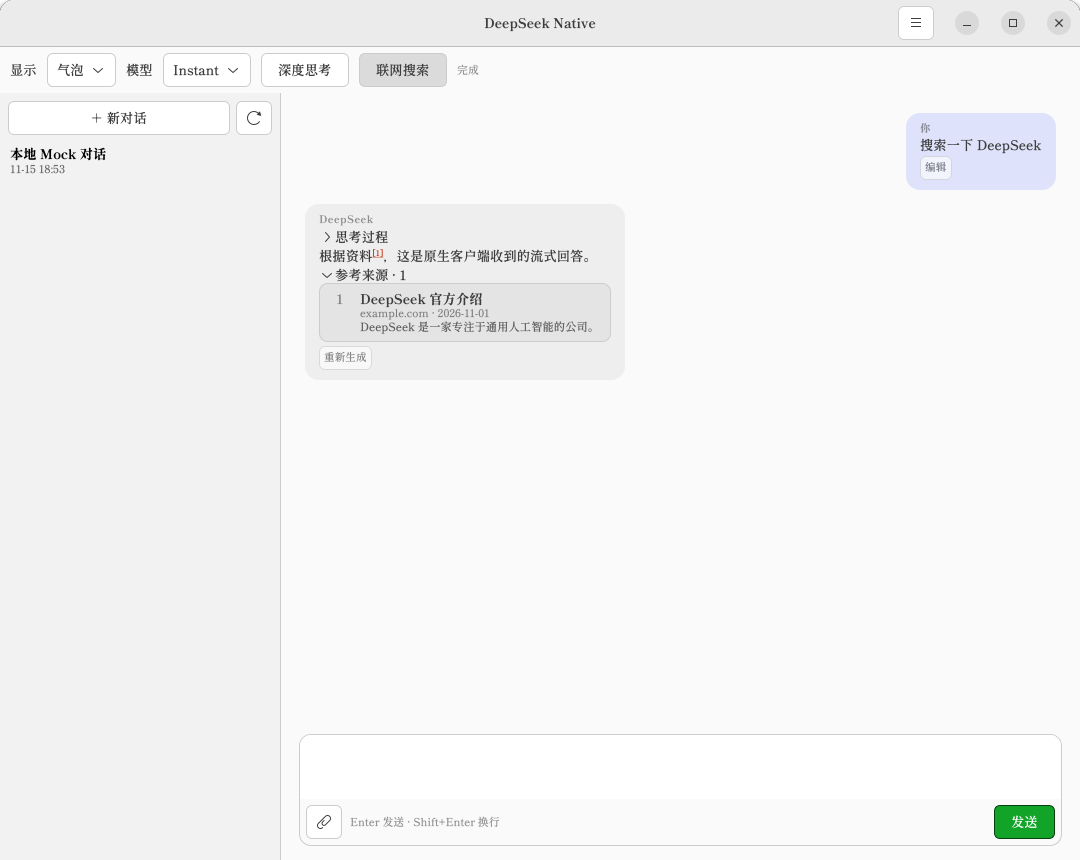 DeepSeek Native
显示 气泡 模型 Instant 深度思考 联网搜索 完成
+ 新对话
本地 Mock 对话
11-15 18:53
你
搜索一下 DeepSeek
编辑
DeepSeek
思考过程
根据资料[1]，这是原生客户端收到的流式回答。
参考来源 · 1
1 DeepSeek 官方介绍
example.com · 2026-11-01
DeepSeek 是一家专注于通用人工智能的公司。
重新生成
Enter 发送 · Shift+Enter 换行
发送